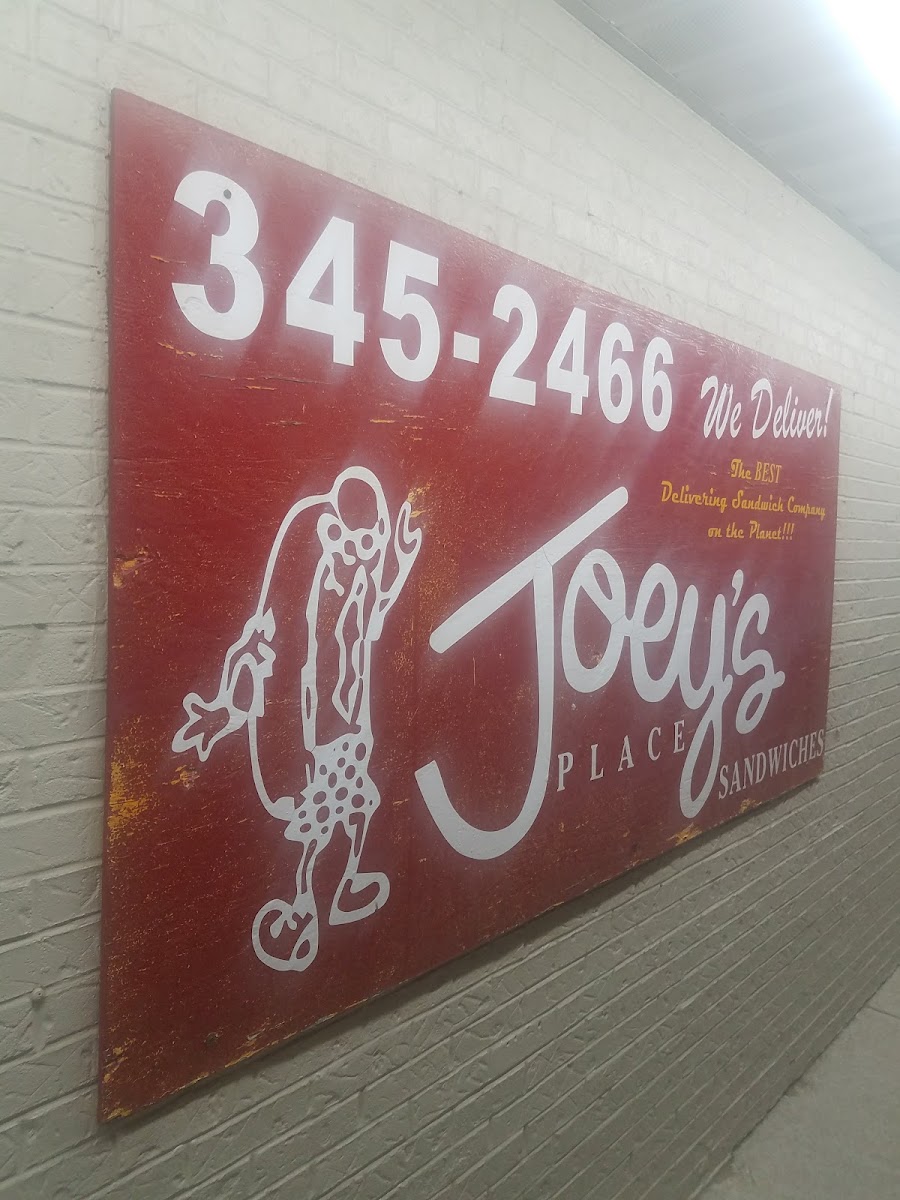 345-2466
We Deliver!
The BEST
Delivering Sandwich Company
on the Planet!!!
Joey's
PLACE
SANDWICHES